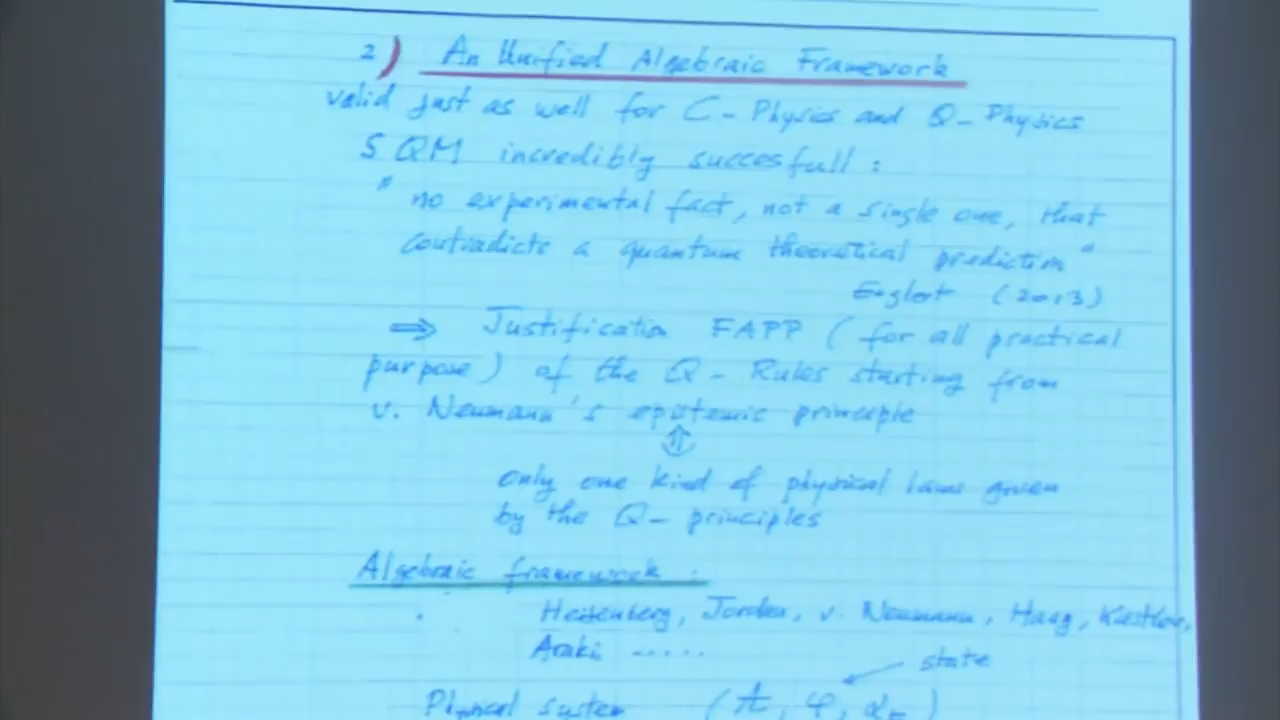 2) An Unified Algebraic Framework
valid just as well for C-Physics and Q-Physics
SQM incredibly succesfull :
" no experimental fact, not a single one, that
contradicts a quantum theoretical prediction "
Englert (2013)
⇒ Justification FAPP ( for all practical
purpose ) of the Q-Rules starting from
v. Neumann's epistemic principle
⇕
only one kind of physical laws given
by the Q-principles
Algebraic framework :
Heisenberg, Jordan, v. Neumann, Haag, Kastler,
Araki .....
state
Physical system ( A, φ, α_t )